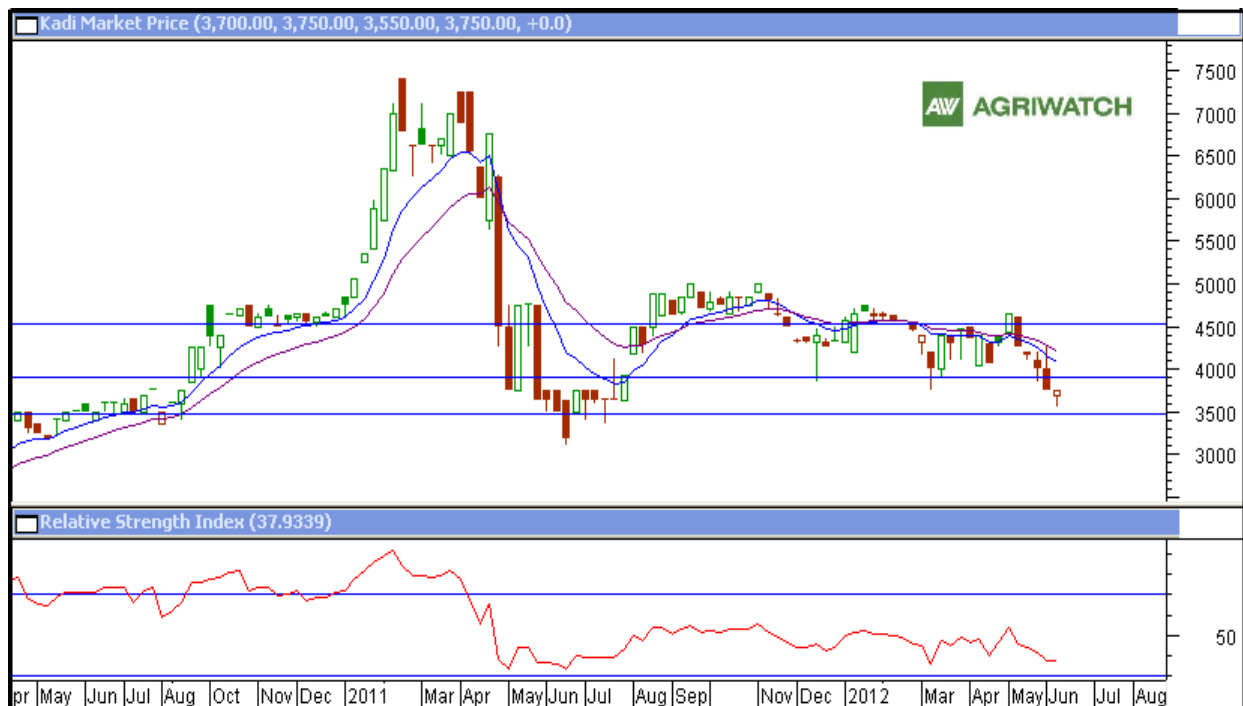 Kadi Market Price (3,700.00, 3,750.00, 3,550.00, 3,750.00, +0.0)
AW AGRIWATCH
7500
7000
6500
6000
5500
5000
4500
4000
3500
3000
Relative Strength Index (37.9339)
50
pr May Jun Jul Aug Oct Nov Dec 2011 Mar Apr May Jun Jul Aug Sep Nov Dec 2012 Mar Apr May Jun Jul Aug